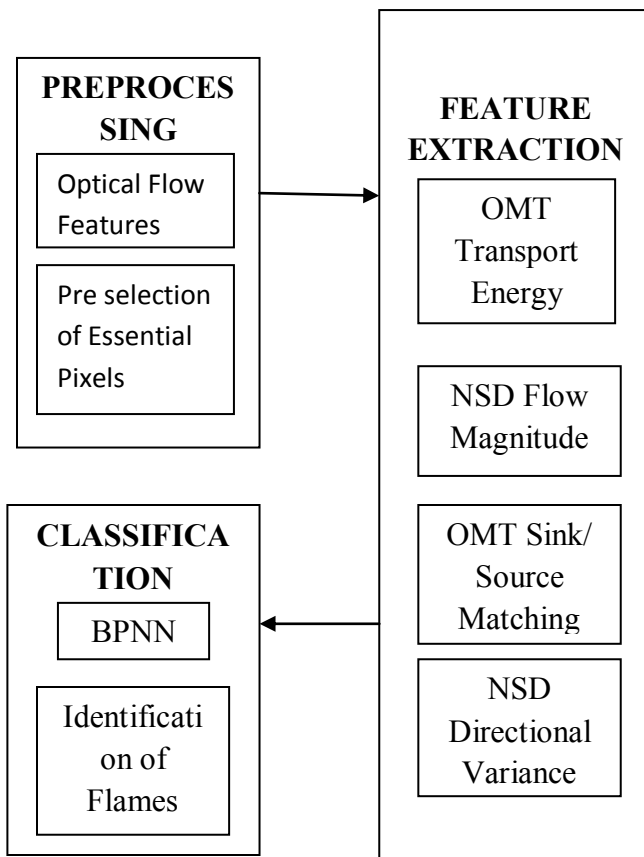 PREPROCES
SING
Optical Flow
Features
Pre selection
of Essential
Pixels
FEATURE
EXTRACTION
OMT
Transport
Energy
NSD Flow
Magnitude
OMT Sink/
Source
Matching
NSD
Directional
Variance
CLASSIFICA
TION
BPNN
Identificati
on of
Flames